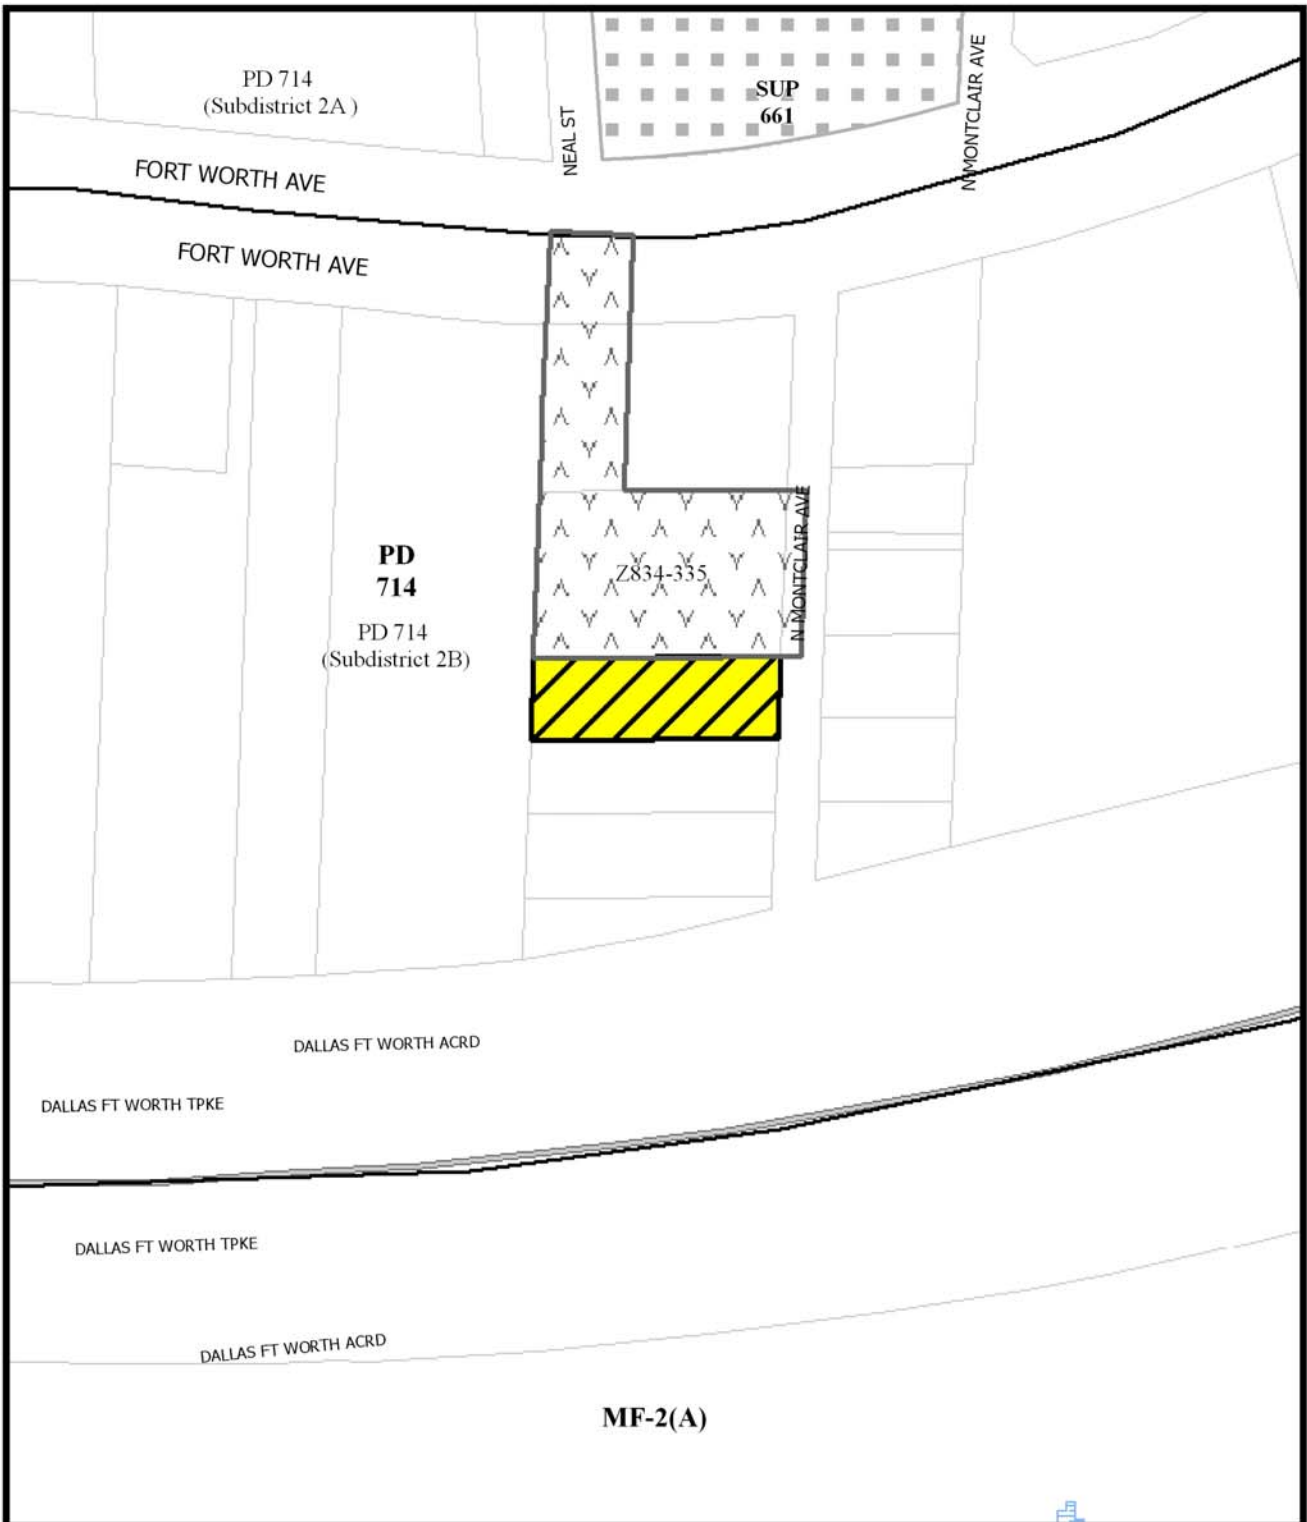 PD 714
(Subdistrict 2A )
SUP
661
NEAL ST
N MONTCLAIR AVE
FORT WORTH AVE
FORT WORTH AVE
PD
714
PD 714
(Subdistrict 2B)
Z834-335
N MONTCLAIR AVE
DALLAS FT WORTH ACRD
DALLAS FT WORTH TPKE
DALLAS FT WORTH TPKE
DALLAS FT WORTH ACRD
MF-2(A)